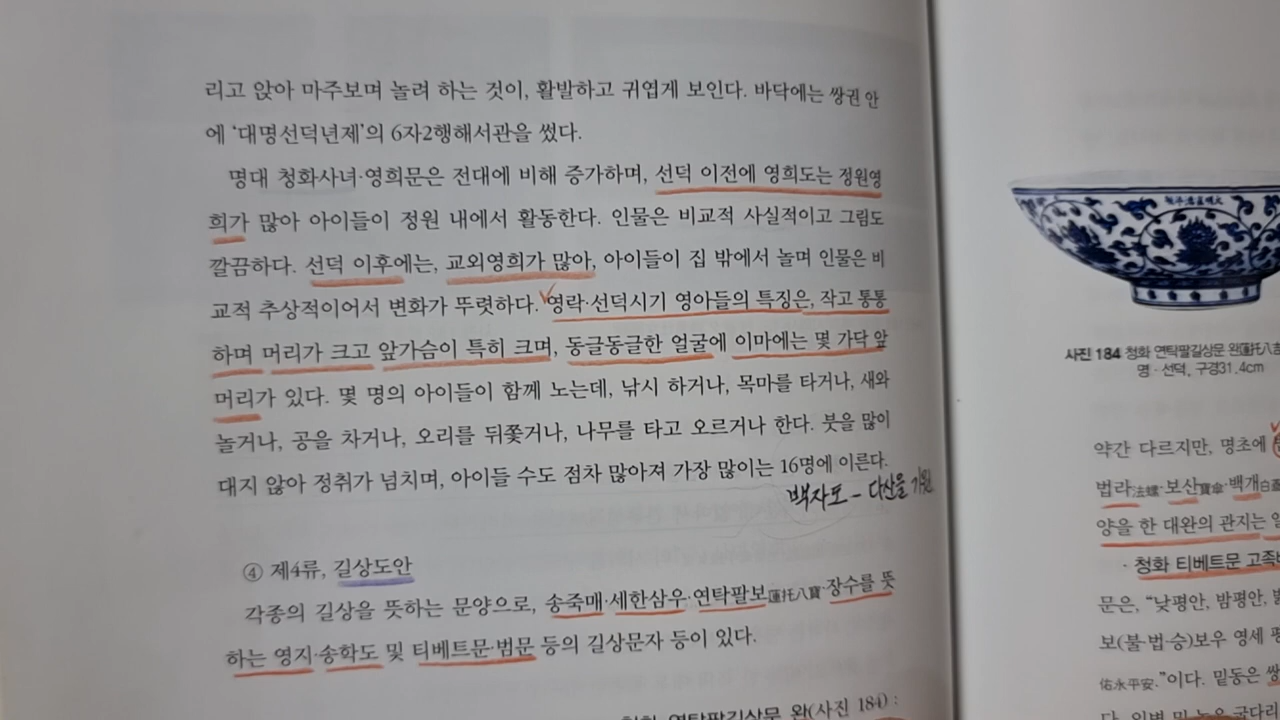 리고 앉아 마주보며 놀려 하는 것이, 활발하고 귀엽게 보인다. 바닥에는 쌍권 안
에 '대명선덕년제'의 6자2행해서관을 썼다.
명대 청화사녀·영희문은 전대에 비해 증가하며, 선덕 이전에 영희도는 정원영
희가 많아 아이들이 정원 내에서 활동한다. 인물은 비교적 사실적이고 그림도
깔끔하다. 선덕 이후에는, 교외영희가 많아, 아이들이 집 밖에서 놀며 인물은 비
교적 추상적이어서 변화가 뚜렷하다. 영락·선덕시기 영아들의 특징은, 작고 통통
하며 머리가 크고 앞가슴이 특히 크며, 동글동글한 얼굴에 이마에는 몇 가닥 앞
머리가 있다. 몇 명의 아이들이 함께 노는데, 낚시 하거나, 목마를 타거나, 새와
놀거나, 공을 차거나, 오리를 뒤쫓거나, 나무를 타고 오르거나 한다. 붓을 많이
대지 않아 정취가 넘치며, 아이들 수도 점차 많아져 가장 많이는 16명에 이른다.
백자도 - 다산을 기원
④ 제4류, 길상도안
각종의 길상을 뜻하는 문양으로, 송죽매·세한삼우·연탁팔보蓮托八寶·장수를 뜻
하는 영지·송학도 및 티베트문·범문 등의 길상문자 등이 있다.
청화 연탁팔길상문 완(사진 184) :
사진 184 청화 연탁팔길상문 완蓮托八吉
명·선덕, 구경31.4cm
약간 다르지만, 명초에
법라法螺·보산寶傘·백개白蓋
양을 한 대완의 관지는
· 청화 티베트문 고족
문은, "낮평안, 밤평안,
보(불·법·승)보우 영세
佑永平安."이다. 밑동은